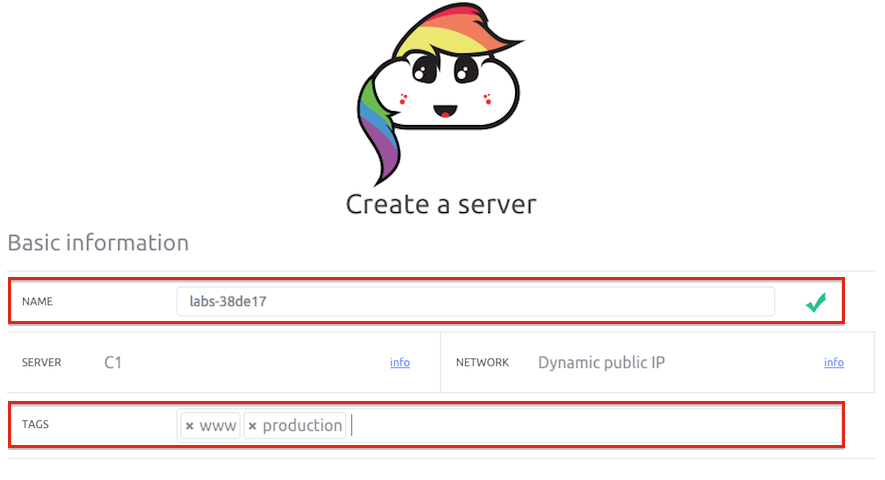 Create a server
Basic information
NAME labs-38de17
SERVER C1 info NETWORK Dynamic public IP info
TAGS × www × production